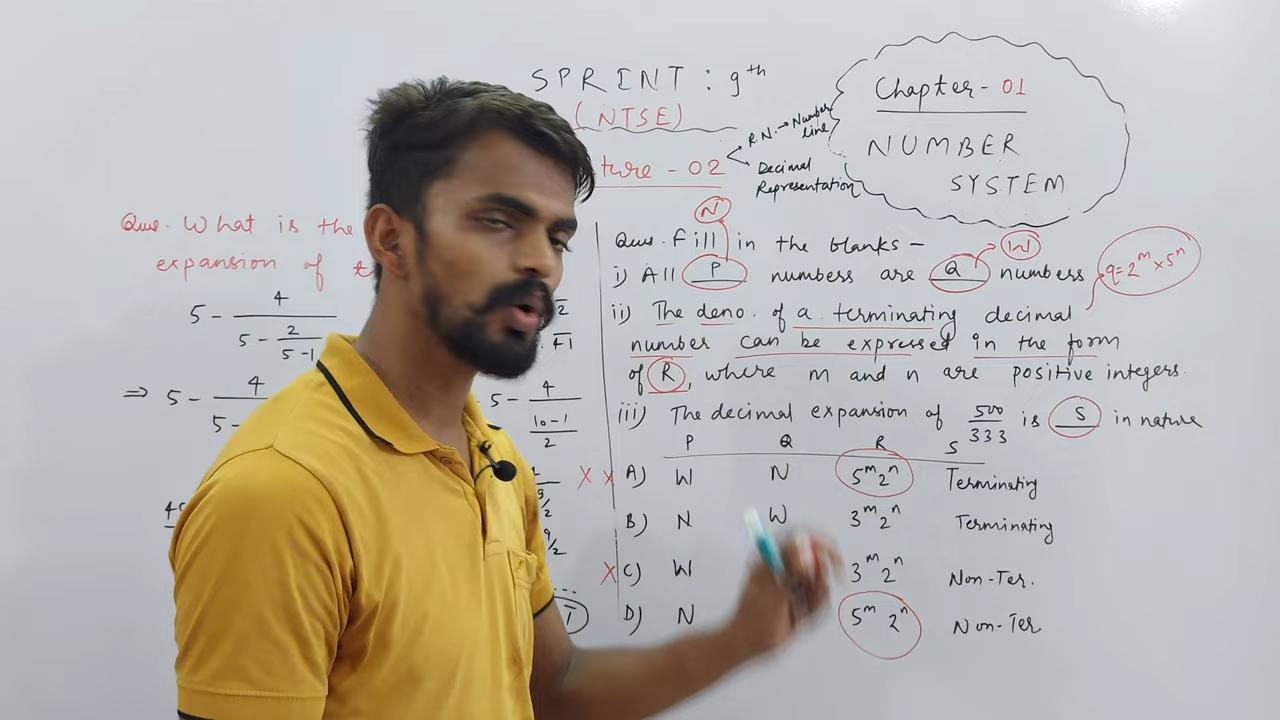 SPRINT : 9th
(NTSE)
ture - 02
R.N. → Number line
Decimal Representation
Chapter - 01
NUMBER
SYSTEM
Ques. What is the
expansion of
5 - 4
5 - 2
5 - 1
⇒ 5 - 4
5 -
5 - 4
10-1
2
N
Ques. Fill in the blanks -
W
i) All P numbers are Q numbers
q = 2^m × 5^n
ii) The deno. of a terminating decimal
number can be expressed in the form
of R, where m and n are positive integers.
iii) The decimal expansion of 500/333 is S in nature
P Q R S
× × A) W N 5^m 2^n Terminating
B) N W 3^m 2^n Terminating
× C) W 3^m 2^n Non-Ter.
D) N 5^m 2^n Non-Ter